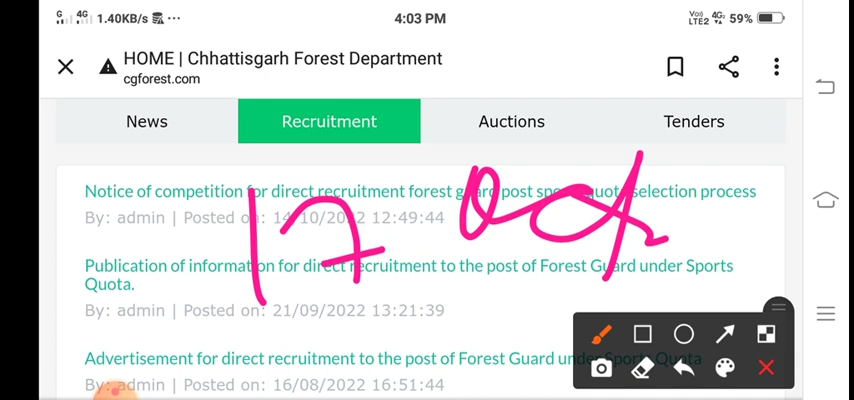 G 4G 1.40KB/s ... 4:03 PM Vo) LTE2 4G 59%
HOME | Chhattisgarh Forest Department
cgforest.com
News Recruitment Auctions Tenders
Notice of competition for direct recruitment forest guard post sports quota selection process
By: admin | Posted on: 14/10/2022 12:49:44
17 Oct
Publication of information for direct recruitment to the post of Forest Guard under Sports
Quota.
By: admin | Posted on: 21/09/2022 13:21:39
Advertisement for direct recruitment to the post of Forest Guard under Sports Quota
By: admin | Posted on: 16/08/2022 16:51:44